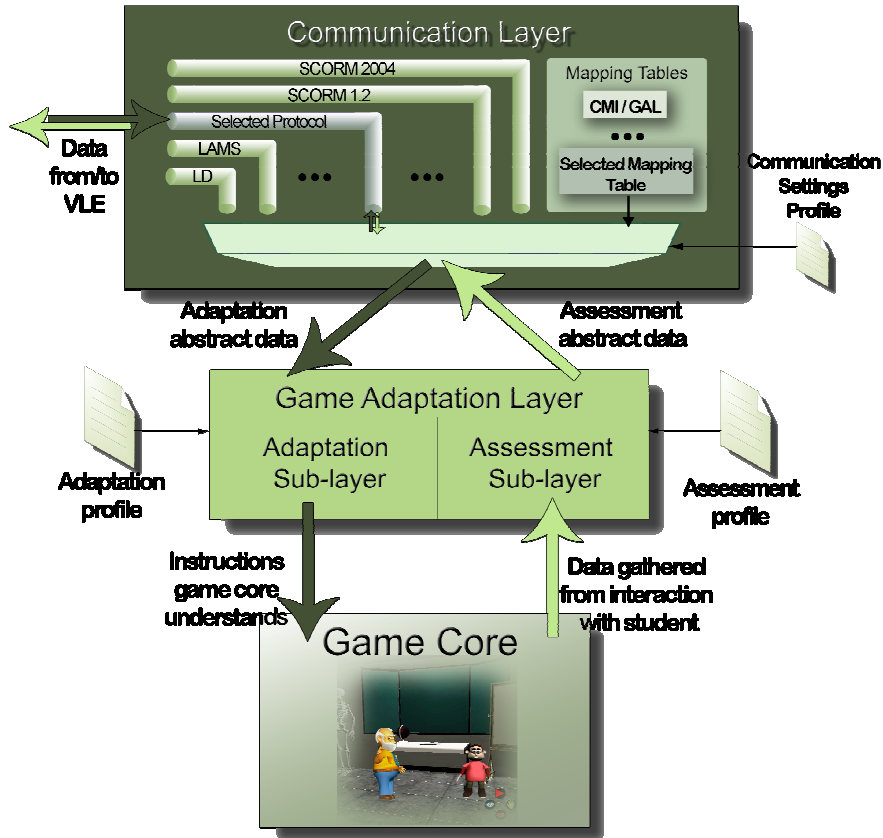 Communication Layer
SCORM 2004
SCORM 1.2
Selected Protocol
LAMS
LD
•••
•••
Mapping Tables
CMI / GAL
•••
Selected Mapping
Table
Data
from/to
VLE
Communication
Settings
Profile
Adaptation
abstract data
Assessment
abstract data
Game Adaptation Layer
Adaptation
Sub-layer
Assessment
Sub-layer
Adaptation
profile
Assessment
profile
Instructions
game core
understands
Data gathered
from interaction
with student
Game Core